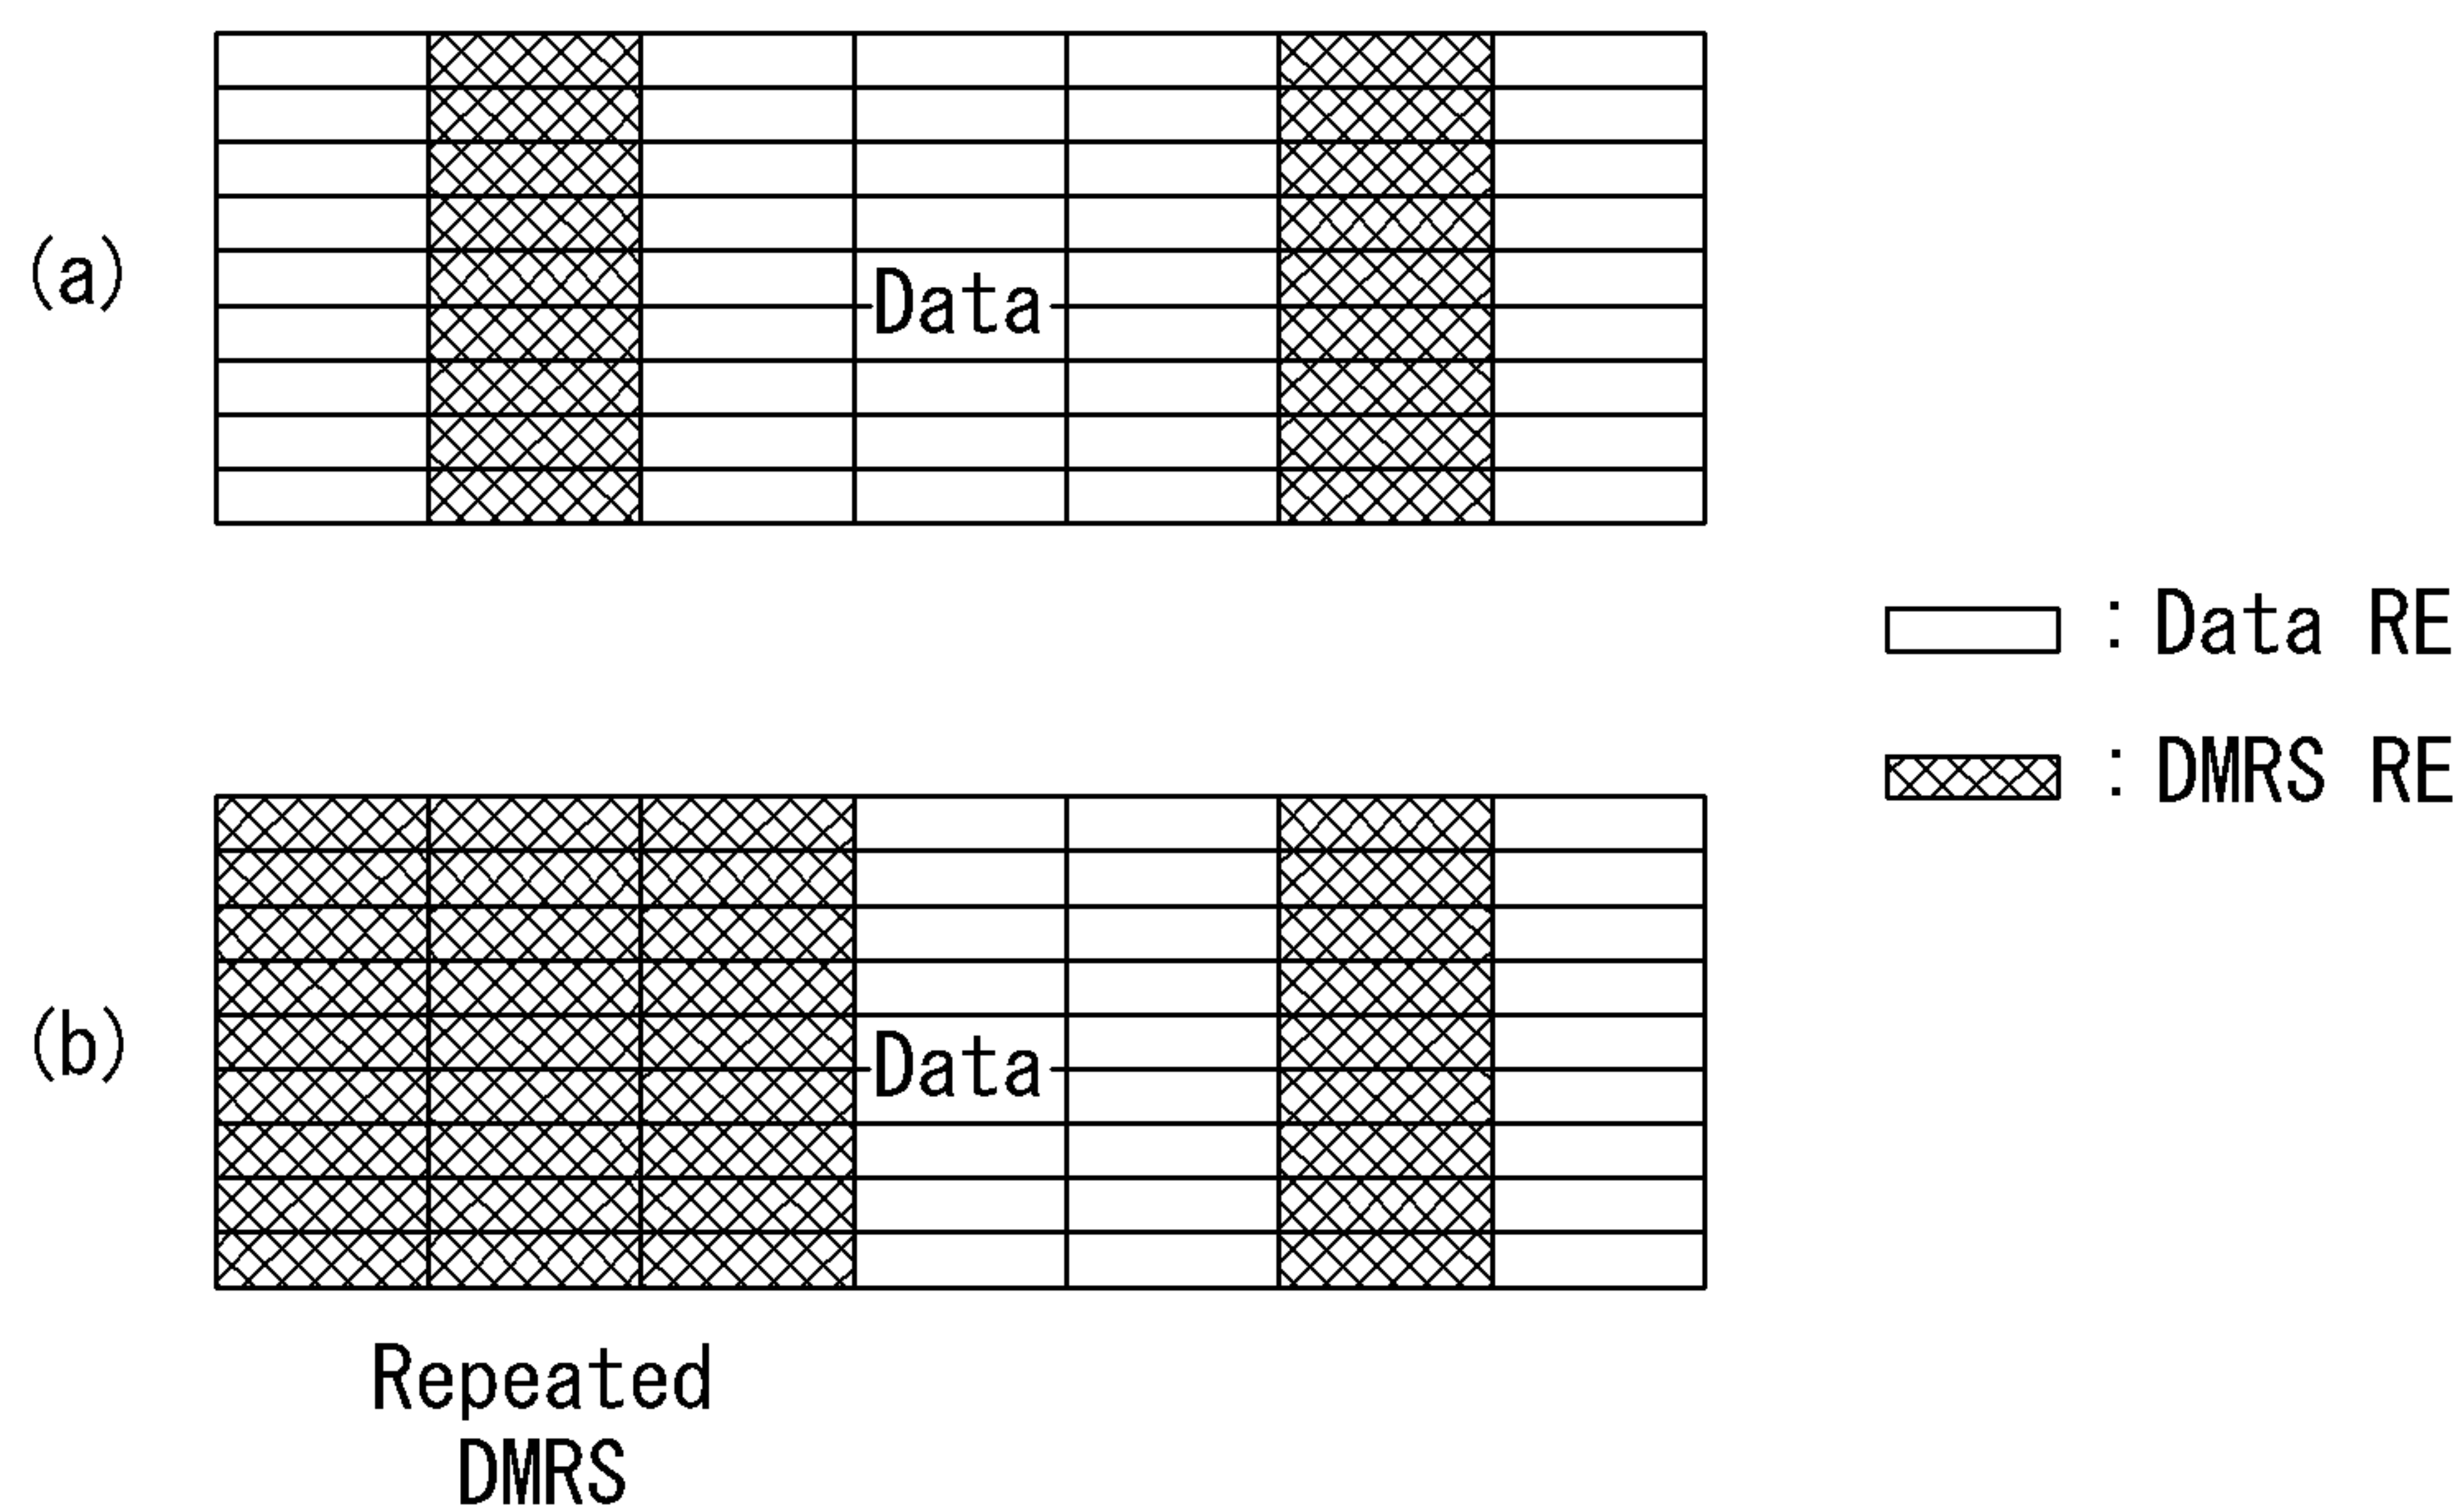 (a)
Data
: Data RE
: DMRS RE
(b)
Data
Repeated
DMRS